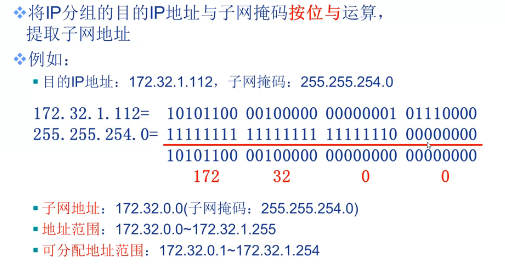 将IP分组的目的IP地址与子网掩码按位与运算，
提取子网地址
例如：
目的IP地址：172.32.1.112，子网掩码：255.255.254.0
172.32.1.112= 10101100 00100000 00000001 01110000
255.255.254.0= 11111111 11111111 11111110 00000000
10101100 00100000 00000000 00000000
172 32 0 0
子网地址：172.32.0.0(子网掩码：255.255.254.0)
地址范围：172.32.0.0~172.32.1.255
可分配地址范围：172.32.0.1~172.32.1.254